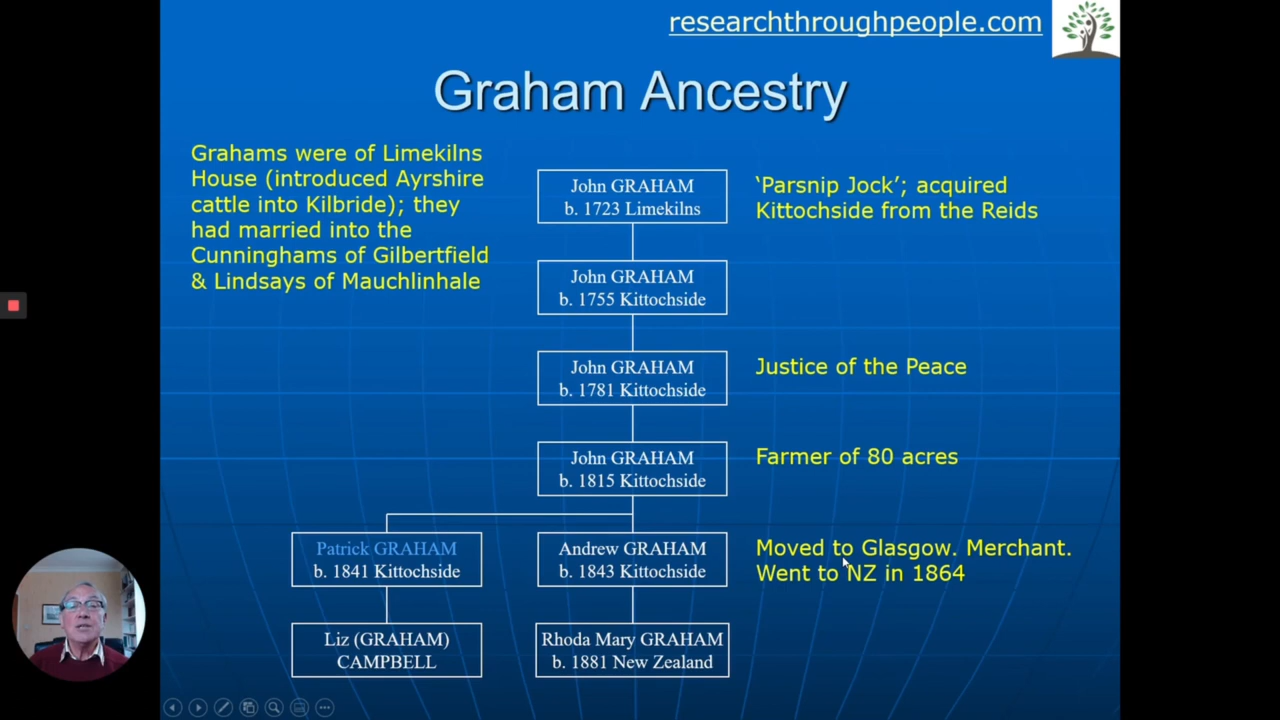 researchthroughpeople.com
Graham Ancestry
Grahams were of Limekilns
House (introduced Ayrshire
cattle into Kilbride); they
had married into the
Cunninghams of Gilbertfield
& Lindsays of Mauchlinhale
John GRAHAM
b. 1723 Limekilns
‘Parsnip Jock’; acquired
Kittochside from the Reids
John GRAHAM
b. 1755 Kittochside
John GRAHAM
b. 1781 Kittochside
Justice of the Peace
John GRAHAM
b. 1815 Kittochside
Farmer of 80 acres
Patrick GRAHAM
b. 1841 Kittochside
Andrew GRAHAM
b. 1843 Kittochside
Moved to Glasgow. Merchant.
Went to NZ in 1864
Liz (GRAHAM)
CAMPBELL
Rhoda Mary GRAHAM
b. 1881 New Zealand